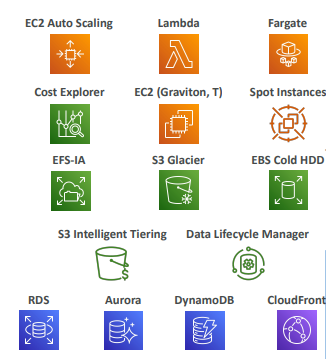 EC2 Auto Scaling Lambda Fargate
Cost Explorer EC2 (Graviton, T) Spot Instances
EFS-IA S3 Glacier EBS Cold HDD
S3 Intelligent Tiering Data Lifecycle Manager
RDS Aurora DynamoDB CloudFront